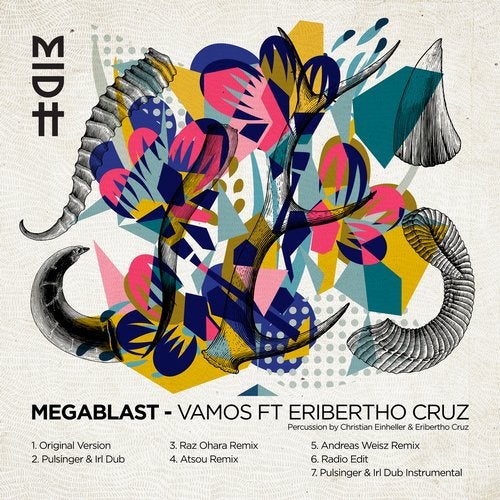 MIDH
MEGABLAST - VAMOS FT ERIBERTHO CRUZ
Percussion by Christian Einheller & Eribertho Cruz
1. Original Version
2. Pulsinger & Irl Dub
3. Raz Ohara Remix
4. Atsou Remix
5. Andreas Weisz Remix
6. Radio Edit
7. Pulsinger & Irl Dub Instrumental